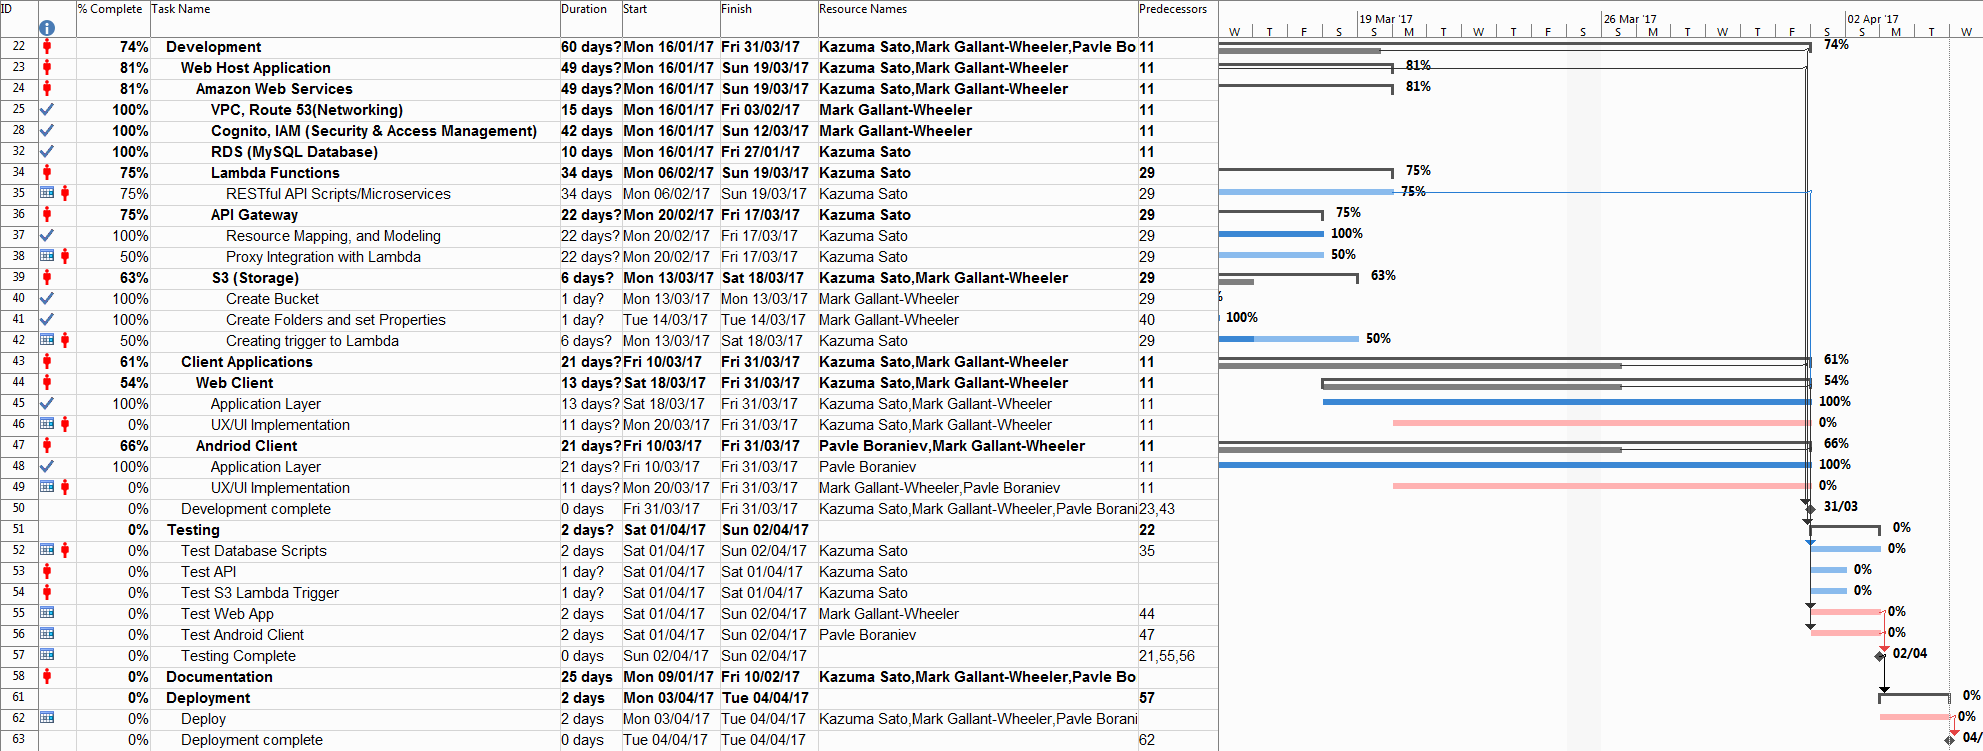 ID % Complete Task Name Duration Start Finish Resource Names Predecessors 19 Mar '17 26 Mar '17 02 Apr '17
W T F S S M T W T F S S M T W T F S S M T W
22 74% Development 60 days? Mon 16/01/17 Fri 31/03/17 Kazuma Sato,Mark Gallant-Wheeler,Pavle Bo 11 74%
23 81% Web Host Application 49 days? Mon 16/01/17 Sun 19/03/17 Kazuma Sato,Mark Gallant-Wheeler 11 81%
24 81% Amazon Web Services 49 days? Mon 16/01/17 Sun 19/03/17 Kazuma Sato,Mark Gallant-Wheeler 11 81%
25 100% VPC, Route 53(Networking) 15 days Mon 16/01/17 Fri 03/02/17 Mark Gallant-Wheeler 11
28 100% Cognito, IAM (Security & Access Management) 42 days Mon 16/01/17 Sun 12/03/17 Mark Gallant-Wheeler 11
32 100% RDS (MySQL Database) 10 days Mon 16/01/17 Fri 27/01/17 Kazuma Sato 11
34 75% Lambda Functions 34 days Mon 06/02/17 Sun 19/03/17 Kazuma Sato 29 75%
35 75% RESTful API Scripts/Microservices 34 days Mon 06/02/17 Sun 19/03/17 Kazuma Sato 29 75%
36 75% API Gateway 22 days? Mon 20/02/17 Fri 17/03/17 Kazuma Sato 29 75%
37 100% Resource Mapping, and Modeling 22 days? Mon 20/02/17 Fri 17/03/17 Kazuma Sato 29 100%
38 50% Proxy Integration with Lambda 22 days? Mon 20/02/17 Fri 17/03/17 Kazuma Sato 29 50%
39 63% S3 (Storage) 6 days? Mon 13/03/17 Sat 18/03/17 Kazuma Sato,Mark Gallant-Wheeler 29 63%
40 100% Create Bucket 1 day? Mon 13/03/17 Mon 13/03/17 Mark Gallant-Wheeler 29 %
41 100% Create Folders and set Properties 1 day? Tue 14/03/17 Tue 14/03/17 Mark Gallant-Wheeler 40 100%
42 50% Creating trigger to Lambda 6 days? Mon 13/03/17 Sat 18/03/17 Kazuma Sato 29 50%
43 61% Client Applications 21 days? Fri 10/03/17 Fri 31/03/17 Kazuma Sato,Mark Gallant-Wheeler 11 61%
44 54% Web Client 13 days? Sat 18/03/17 Fri 31/03/17 Kazuma Sato,Mark Gallant-Wheeler 11 54%
45 100% Application Layer 13 days? Sat 18/03/17 Fri 31/03/17 Kazuma Sato,Mark Gallant-Wheeler 11 100%
46 0% UX/UI Implementation 11 days? Mon 20/03/17 Fri 31/03/17 Kazuma Sato,Mark Gallant-Wheeler 11 0%
47 66% Andriod Client 21 days? Fri 10/03/17 Fri 31/03/17 Pavle Boraniev,Mark Gallant-Wheeler 11 66%
48 100% Application Layer 21 days? Fri 10/03/17 Fri 31/03/17 Pavle Boraniev 11 100%
49 0% UX/UI Implementation 11 days? Mon 20/03/17 Fri 31/03/17 Mark Gallant-Wheeler,Pavle Boraniev 11 0%
50 0% Development complete 0 days Fri 31/03/17 Fri 31/03/17 Kazuma Sato,Mark Gallant-Wheeler,Pavle Borani 23,43 31/03
51 0% Testing 2 days? Sat 01/04/17 Sun 02/04/17 22 0%
52 0% Test Database Scripts 2 days Sat 01/04/17 Sun 02/04/17 Kazuma Sato 35 0%
53 0% Test API 1 day? Sat 01/04/17 Sat 01/04/17 Kazuma Sato 0%
54 0% Test S3 Lambda Trigger 1 day? Sat 01/04/17 Sat 01/04/17 Kazuma Sato 0%
55 0% Test Web App 2 days Sat 01/04/17 Sun 02/04/17 Mark Gallant-Wheeler 44 0%
56 0% Test Android Client 2 days Sat 01/04/17 Sun 02/04/17 Pavle Boraniev 47 0%
57 0% Testing Complete 0 days Sun 02/04/17 Sun 02/04/17 21,55,56 02/04
58 0% Documentation 25 days Mon 09/01/17 Fri 10/02/17 Kazuma Sato,Mark Gallant-Wheeler,Pavle Bo
61 0% Deployment 2 days Mon 03/04/17 Tue 04/04/17 57 0%
62 0% Deploy 2 days Mon 03/04/17 Tue 04/04/17 Kazuma Sato,Mark Gallant-Wheeler,Pavle Borani 0%
63 0% Deployment complete 0 days Tue 04/04/17 Tue 04/04/17 62 04/